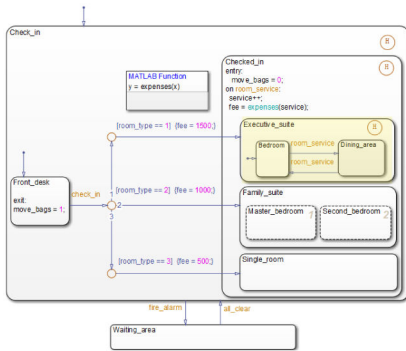 Check_in
H
Checked_in
H
entry:
move_bags = 0;
on room_service:
service++;
fee = expenses(service);
MATLAB Function
y = expenses(x)
Executive_suite
H
Bedroom
room_service
room_service
Dining_area
[room_type == 1] {fee = 1500;}
Front_desk
exit:
move_bags = 1;
check_in
1
2
3
[room_type == 2] {fee = 1000;}
Family_suite
Master_bedroom
1
Second_bedroom
2
[room_type == 3] {fee = 500;}
Single_room
fire_alarm
all_clear
Waiting_area